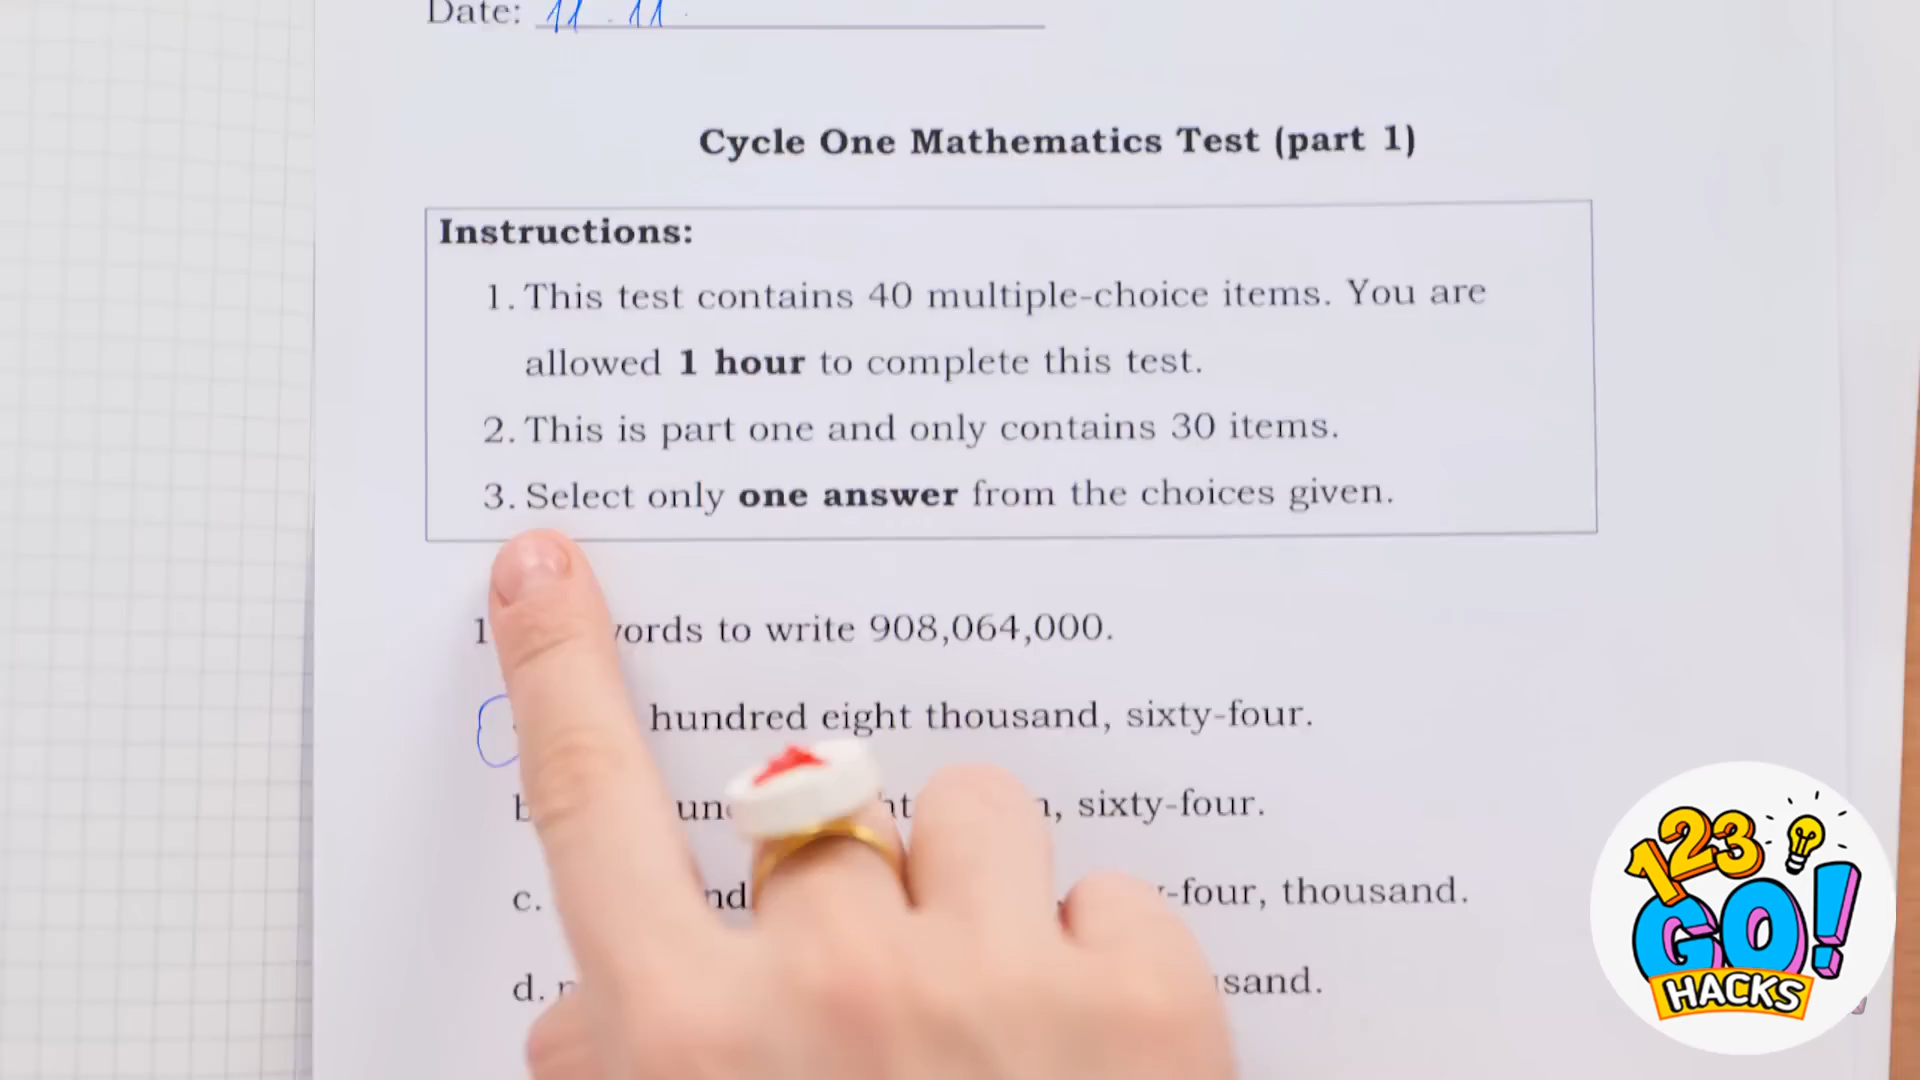 Date: 11.11.
Cycle One Mathematics Test (part 1)
Instructions:
1. This test contains 40 multiple-choice items. You are
allowed 1 hour to complete this test.
2. This is part one and only contains 30 items.
3. Select only one answer from the choices given.
1 to write 908,064,000.
hundred eight thousand, sixty-four.
b sixty-four.
c. thousand.
d.
123
GO!
HACKS